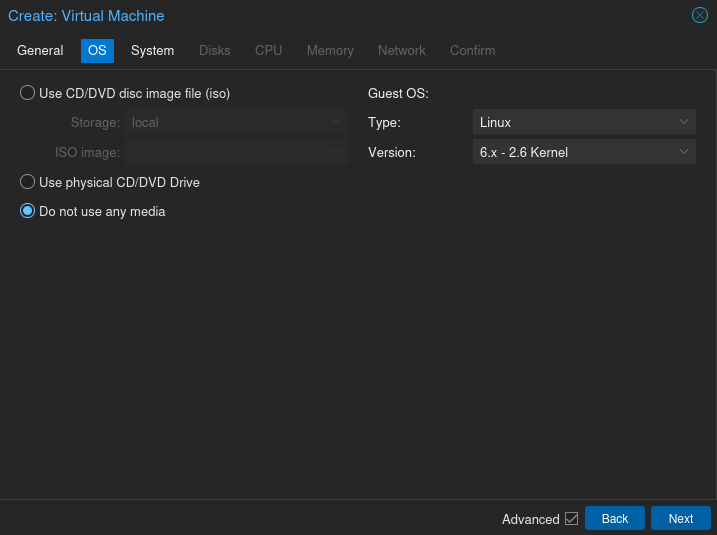 Create: Virtual Machine
General OS System Disks CPU Memory Network Confirm
Use CD/DVD disc image file (iso) Guest OS:
Storage: local Type: Linux
ISO image: Version: 6.x - 2.6 Kernel
Use physical CD/DVD Drive
Do not use any media
Advanced Back Next